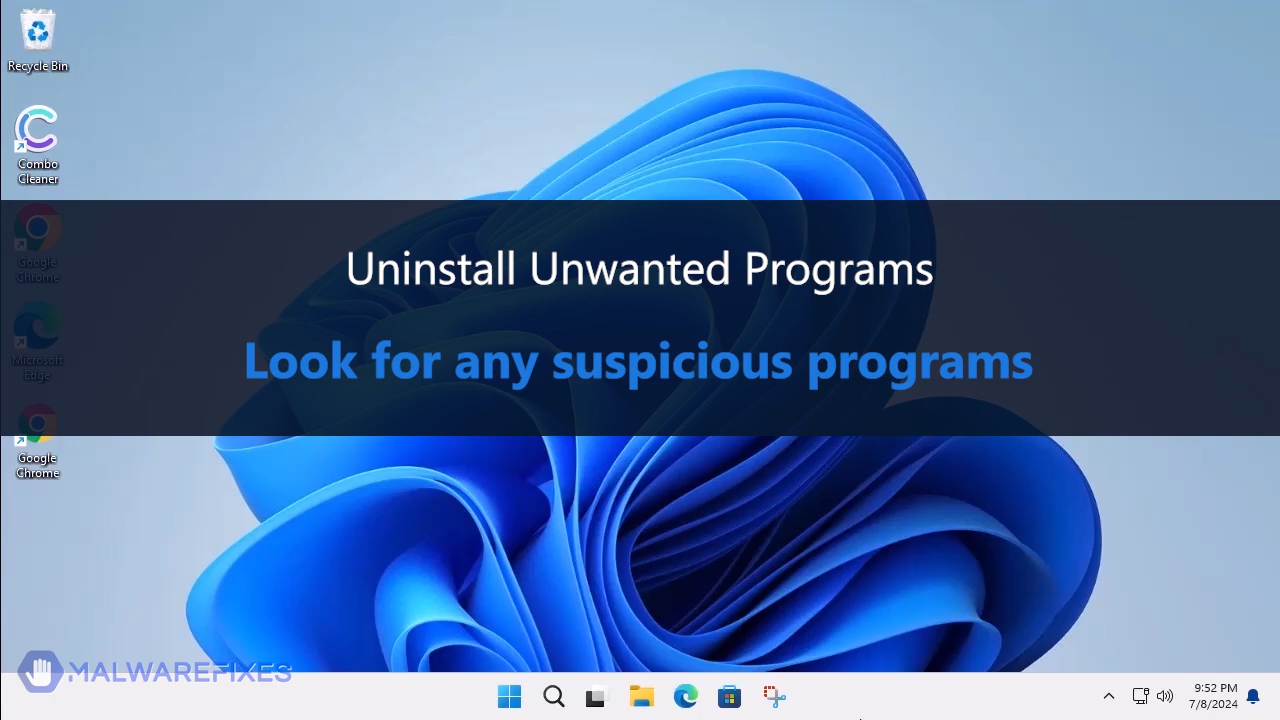 Recycle Bin
Combo
Cleaner
Google
Chrome
Uninstall Unwanted Programs
Look for any suspicious programs
Microsoft
Edge
Google
Chrome
MALWAREFIXES
9:52 PM
7/8/2024